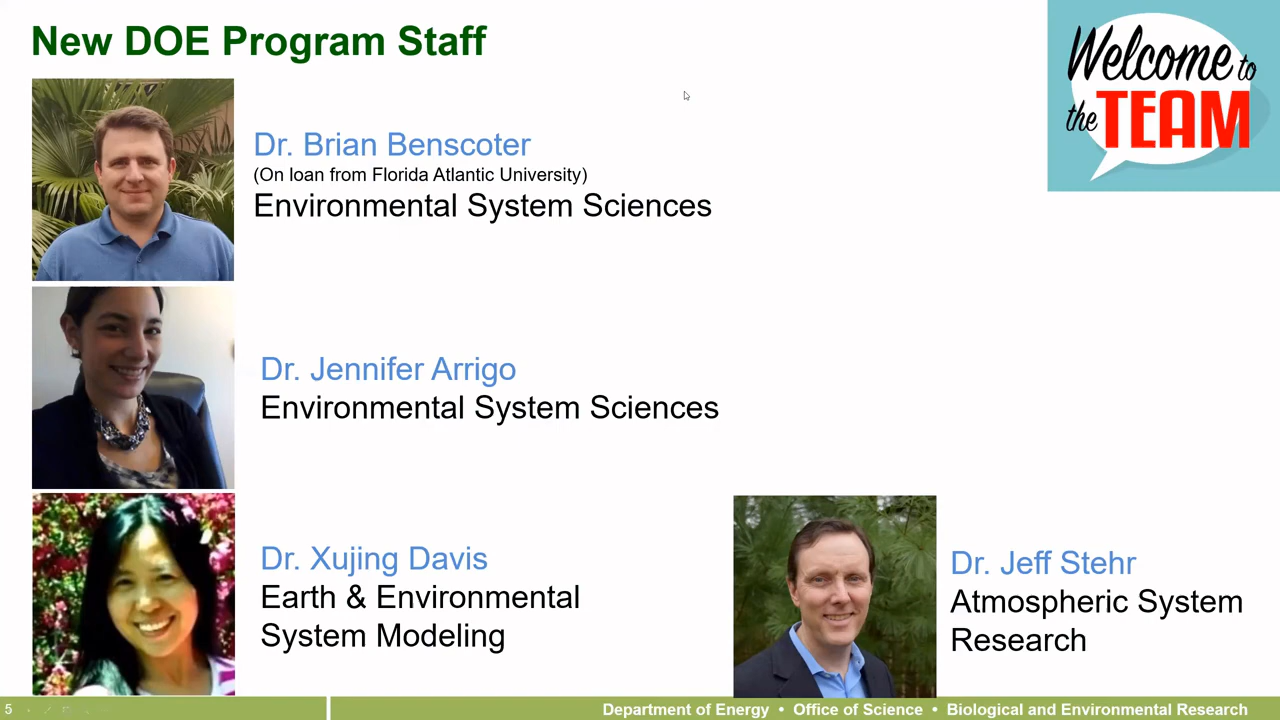 New DOE Program Staff
Welcome to
the TEAM
Dr. Brian Benscoter
(On loan from Florida Atlantic University)
Environmental System Sciences
Dr. Jennifer Arrigo
Environmental System Sciences
Dr. Xujing Davis
Earth & Environmental
System Modeling
Dr. Jeff Stehr
Atmospheric System
Research
5
Department of Energy • Office of Science • Biological and Environmental Research